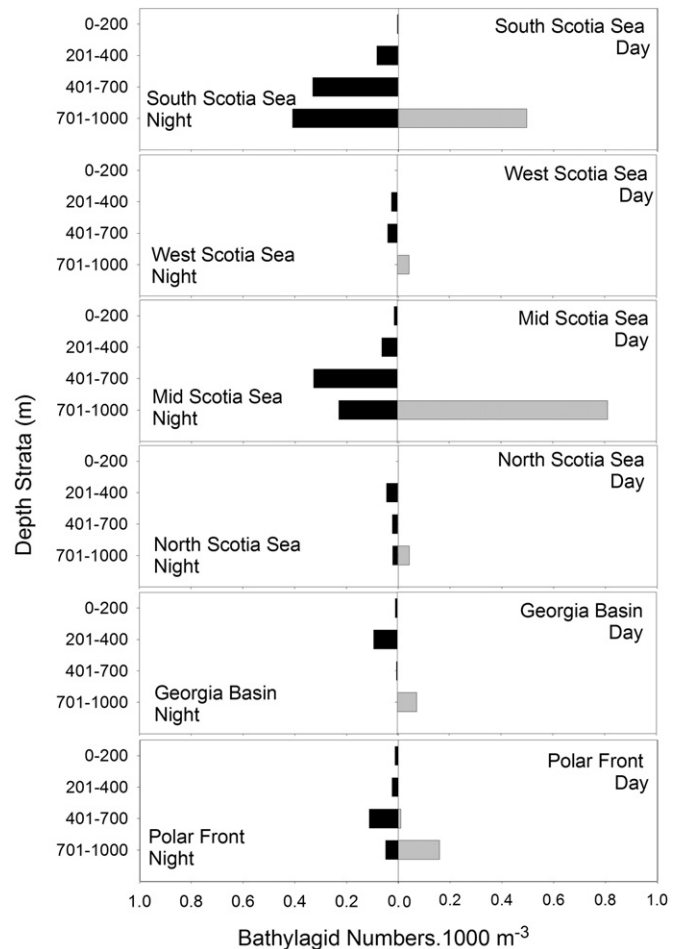 0-200
South Scotia Sea
Day
201-400
401-700
South Scotia Sea
Night
701-1000
0-200
West Scotia Sea
Day
201-400
401-700
West Scotia Sea
Night
701-1000
0-200
Mid Scotia Sea
Day
201-400
401-700
Mid Scotia Sea
Night
701-1000
0-200
North Scotia Sea
Day
201-400
401-700
North Scotia Sea
Night
701-1000
0-200
Georgia Basin
Day
201-400
401-700
Georgia Basin
Night
701-1000
0-200
Polar Front
Day
201-400
401-700
Polar Front
Night
701-1000
Depth Strata (m)
1.0 0.8 0.6 0.4 0.2 0.0 0.2 0.4 0.6 0.8 1.0
Bathylagid Numbers.1000 m⁻³